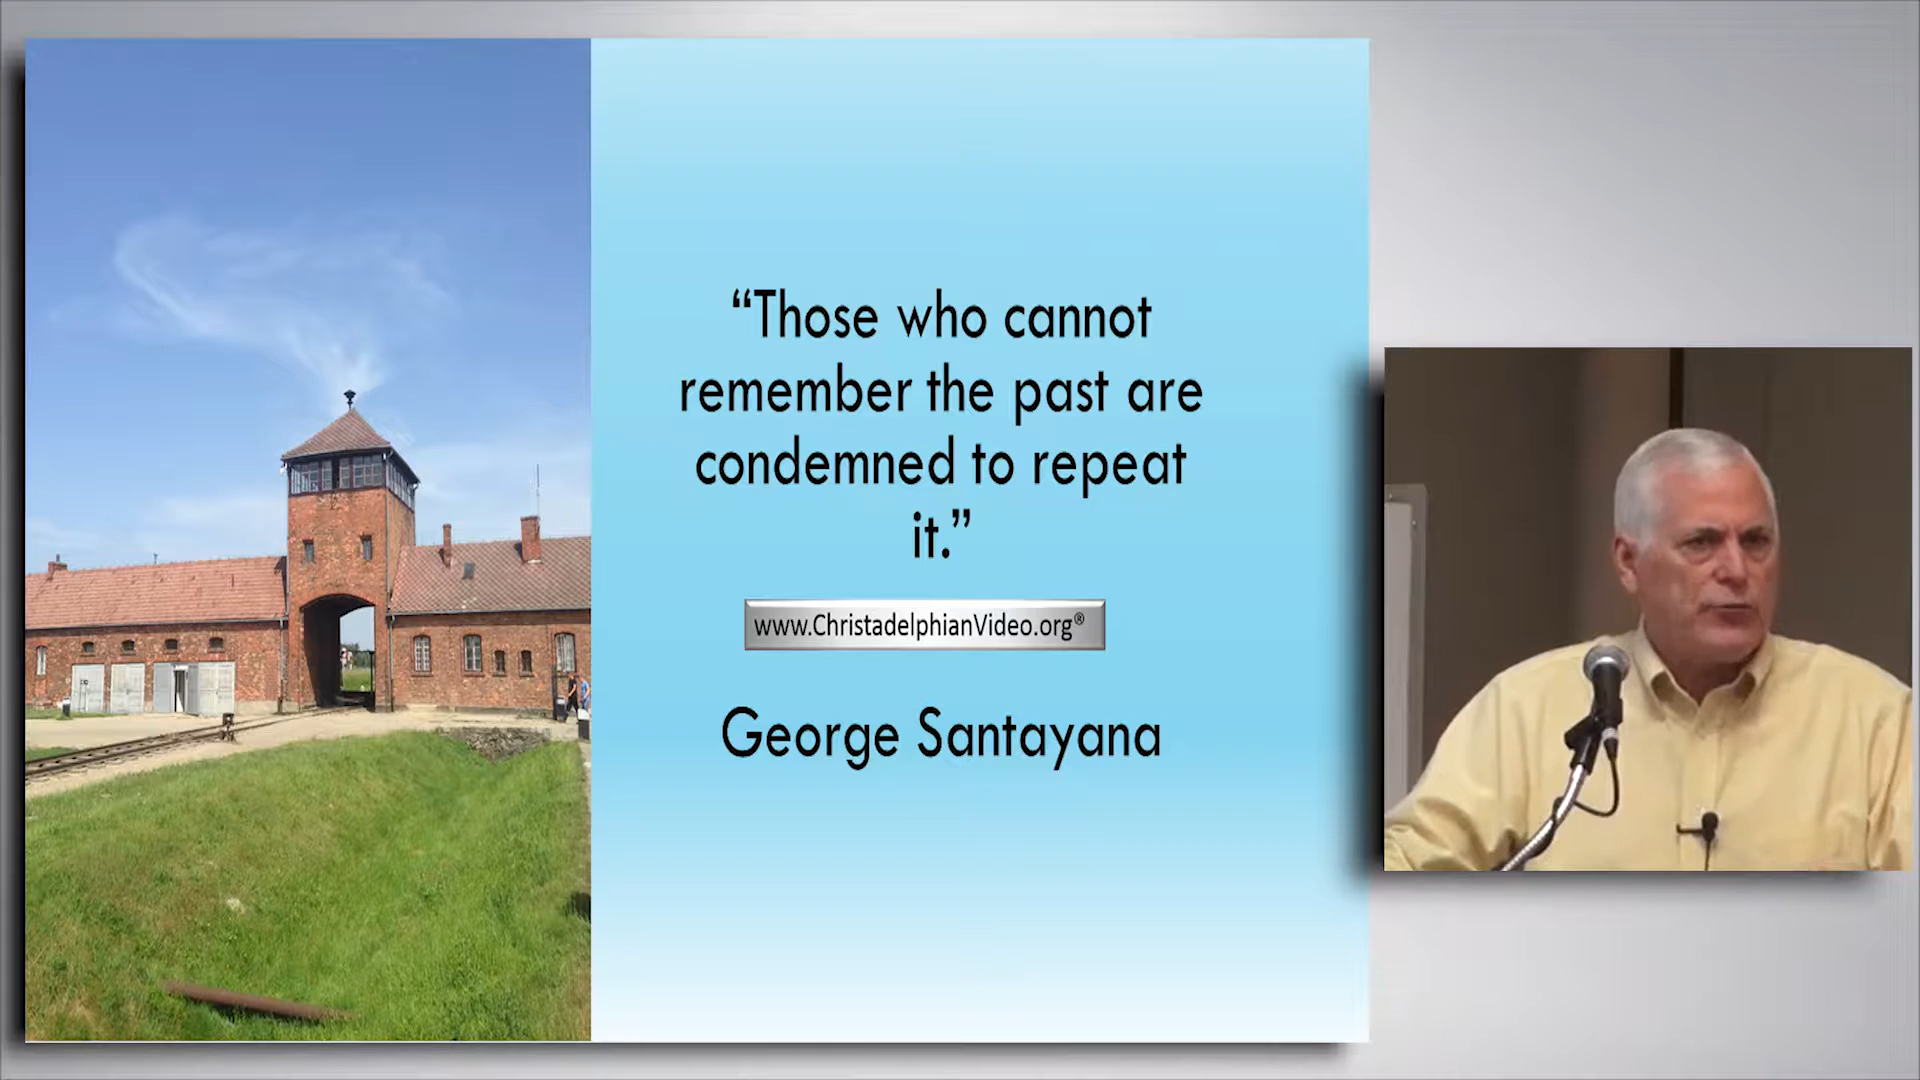 “Those who cannot
remember the past are
condemned to repeat
it.”
www.ChristadelphianVideo.org®
George Santayana